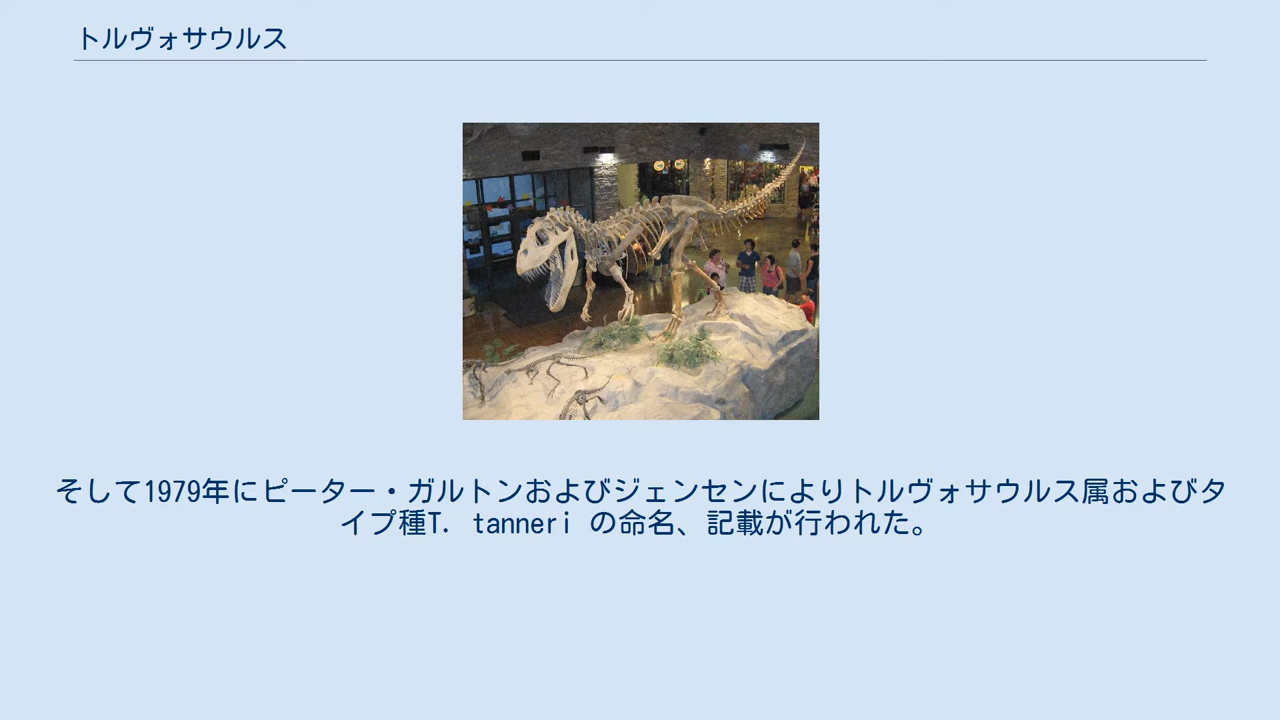 トルヴォサウルス
そして1979年にピーター・ガルトンおよびジェンセンによりトルヴォサウルス属およびタ
イプ種T. tanneri の命名、記載が行われた。